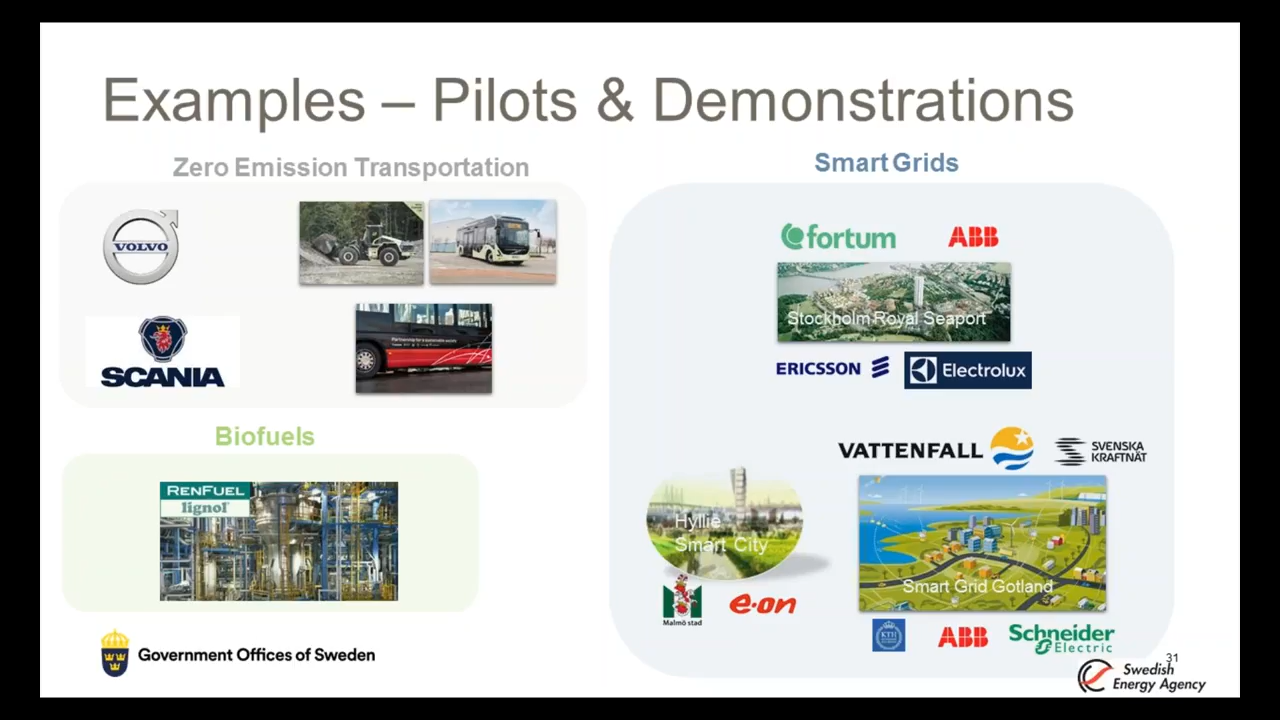 Examples – Pilots & Demonstrations
Zero Emission Transportation
VOLVO
SCANIA
Biofuels
RENFUEL
lignol
Smart Grids
fortum
ABB
Stockholm Royal Seaport
ERICSSON
Electrolux
VATTENFALL
SVENSKA
KRAFTNÄT
Hyllie
Smart City
Smart Grid Gotland
Malmö stad
e·on
KTH
ABB
Schneider
Electric
Government Offices of Sweden
31
Swedish
Energy Agency